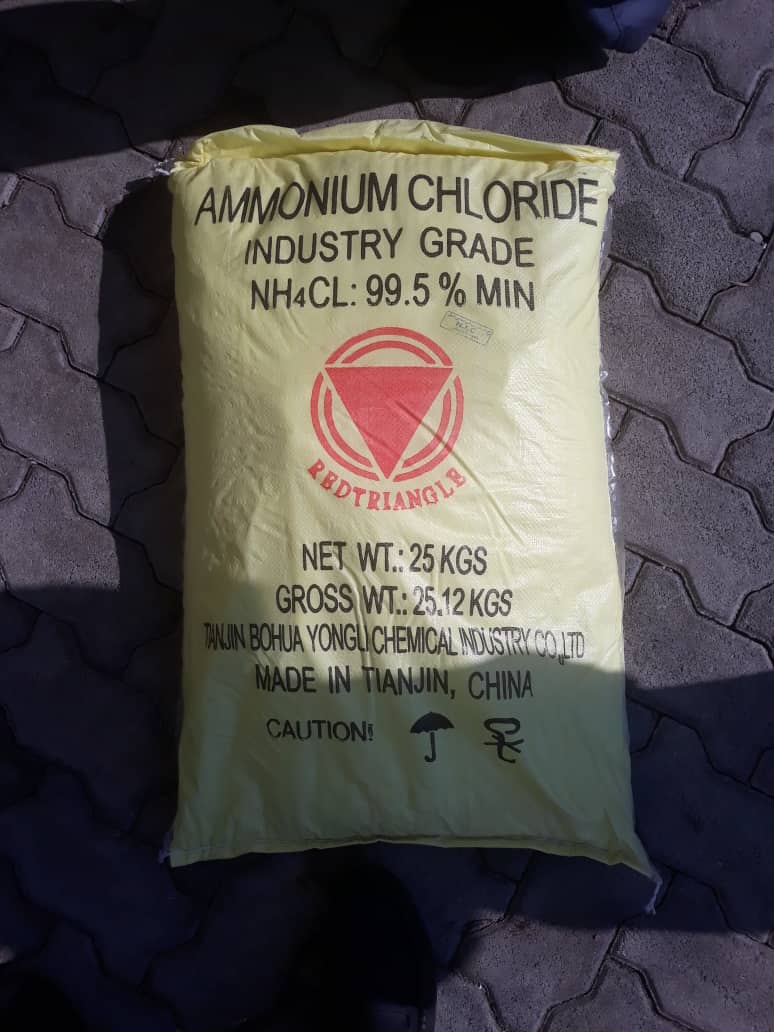 AMMONIUM CHLORIDE
INDUSTRY GRADE
NH₄CL: 99.5 % MIN
REDTRIANGLE
NET WT.: 25 KGS
GROSS WT.: 25.12 KGS
TIANJIN BOHUA YONGLI CHEMICAL INDUSTRY CO.,LTD
MADE IN TIANJIN, CHINA
CAUTION!